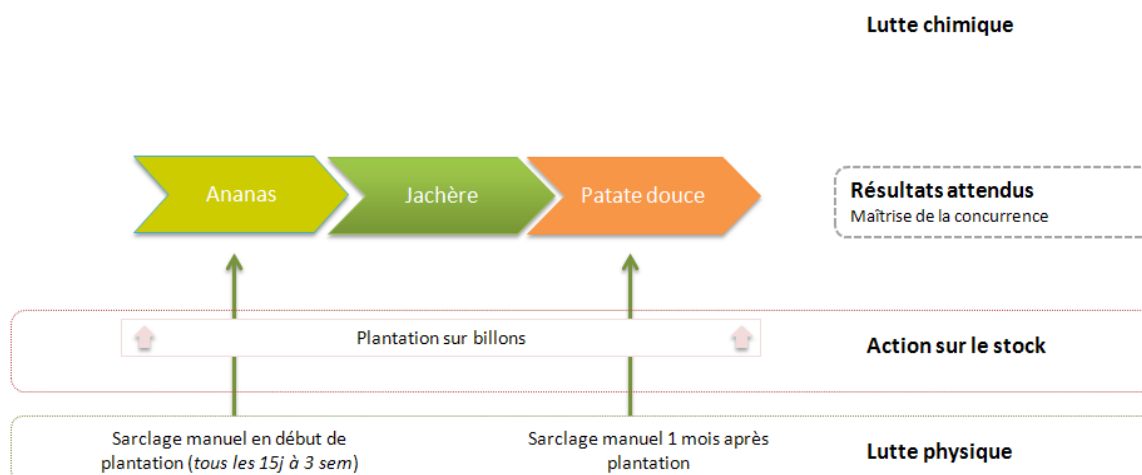 Lutte chimique
Ananas
Jachère
Patate douce
Résultats attendus
Maîtrise de la concurrence
Plantation sur billons
Action sur le stock
Sarclage manuel en début de
plantation (tous les 15j à 3 sem)
Sarclage manuel 1 mois après
plantation
Lutte physique